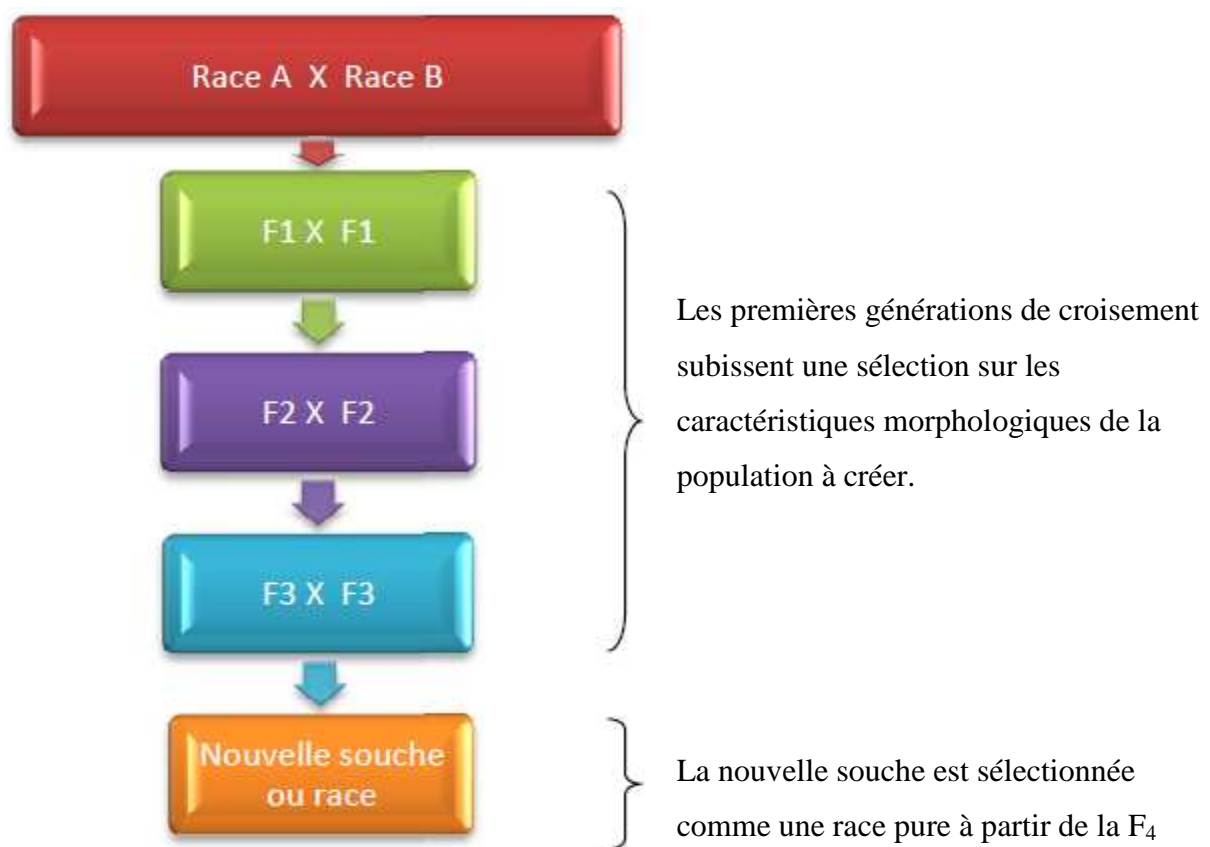 Race A X Race B
F1 X F1
F2 X F2
F3 X F3
Les premières générations de croisement
subissent une sélection sur les
caractéristiques morphologiques de la
population à créer.
Nouvelle souche
ou race
La nouvelle souche est sélectionnée
comme une race pure à partir de la F₄